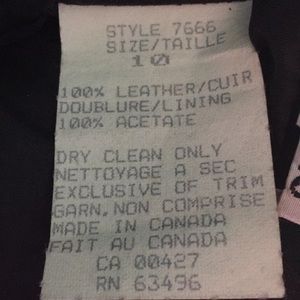 STYLE 7666
SIZE/TAILLE
10
100% LEATHER/CUIR
DOUBLURE/LINING
100% ACETATE
DRY CLEAN ONLY
NETTOYAGE A SEC
EXCLUSIVE OF TRIM
GARN.NON COMPRISE
MADE IN CANADA
FAIT AU CANADA
CA 00427
RN 63496